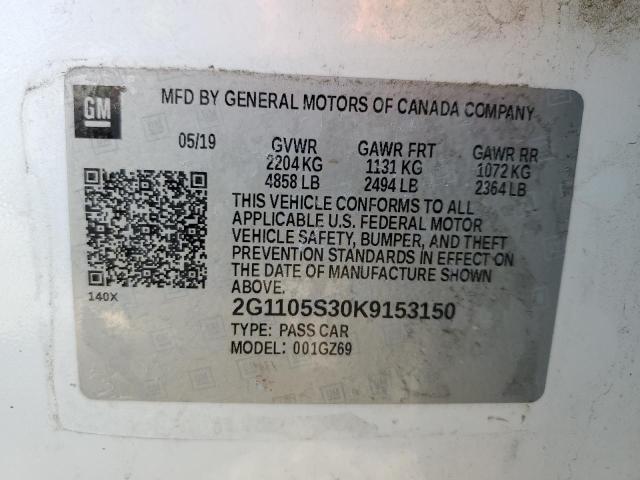 GM
MFD BY GENERAL MOTORS OF CANADA COMPANY
05/19 GVWR GAWR FRT GAWR RR
2204 KG 1131 KG 1072 KG
4858 LB 2494 LB 2364 LB
THIS VEHICLE CONFORMS TO ALL
APPLICABLE U.S. FEDERAL MOTOR
VEHICLE SAFETY, BUMPER, AND THEFT
PREVENTION STANDARDS IN EFFECT ON
THE DATE OF MANUFACTURE SHOWN
ABOVE.
140X
2G1105S30K9153150
TYPE: PASS CAR
MODEL: 001GZ69